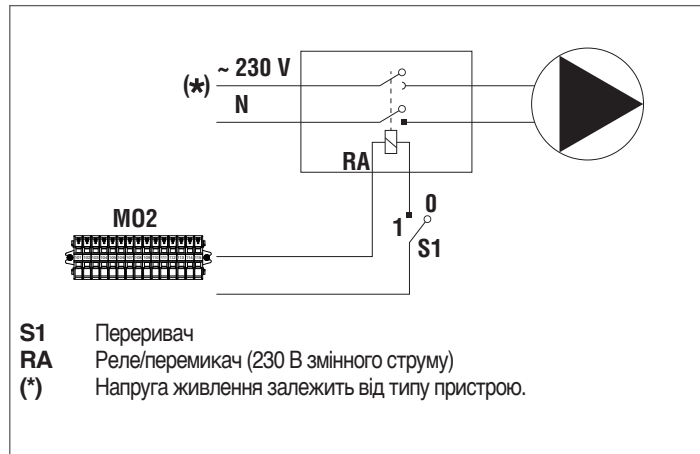 ~ 230 V
(*)
N
RA
MO2
0
1
S1
S1 Переривач
RA Реле/перемикач (230 В змінного струму)
(*) Напруга живлення залежить від типу пристрою.